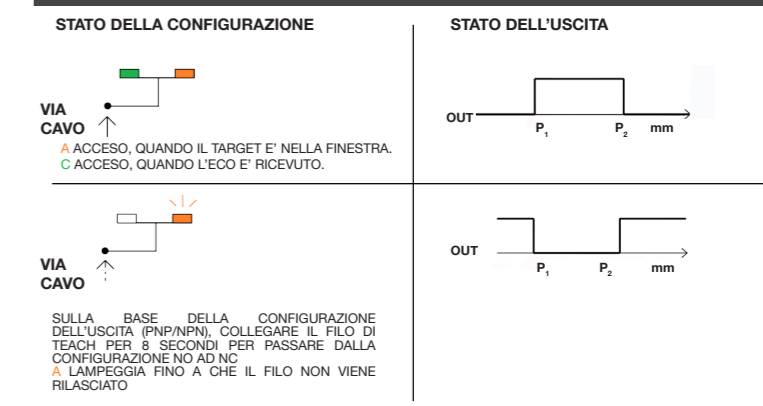 STATO DELLA CONFIGURAZIONE
STATO DELL'USCITA
VIA
CAVO
A ACCESO, QUANDO IL TARGET E' NELLA FINESTRA.
C ACCESO, QUANDO L'ECO E' RICEVUTO.
OUT
P1 P2 mm
VIA
CAVO
SULLA BASE DELLA CONFIGURAZIONE
DELL'USCITA (PNP/NPN), COLLEGARE IL FILO DI
TEACH PER 8 SECONDI PER PASSARE DALLA
CONFIGURAZIONE NO AD NC
A LAMPEGGIA FINO A CHE IL FILO NON VIENE
RILASCIATO
OUT
P1 P2 mm